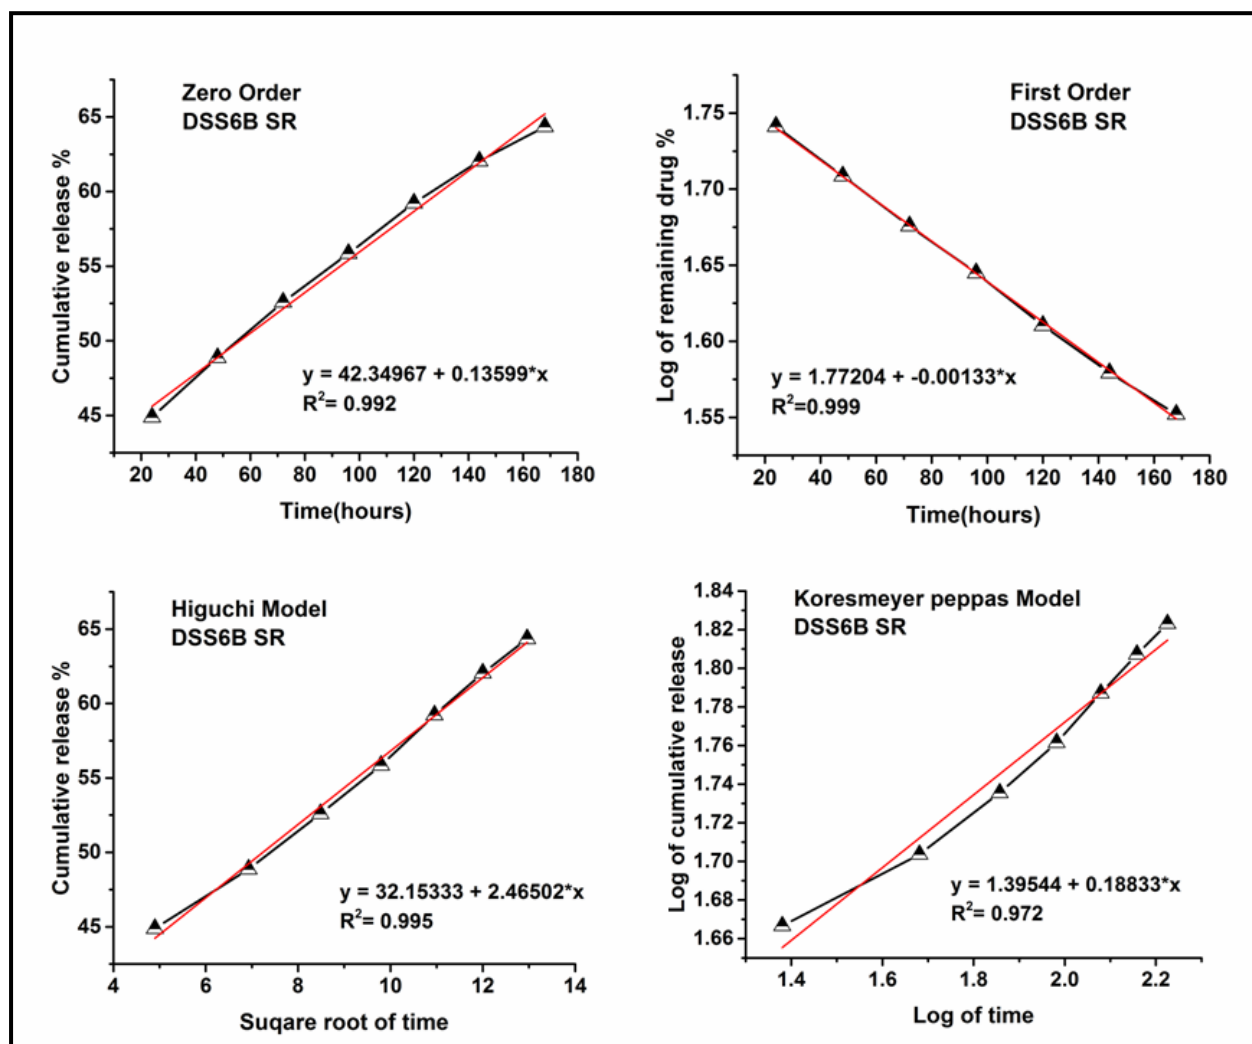 Zero Order
DSS6B SR
Cumulative release %
65
60
55
50
45
y = 42.34967 + 0.13599*x
R²= 0.992
20 40 60 80 100 120 140 160 180
Time(hours)
First Order
DSS6B SR
Log of remaining drug %
1.75
1.70
1.65
1.60
1.55
y = 1.77204 + -0.00133*x
R²=0.999
20 40 60 80 100 120 140 160 180
Time(hours)
Higuchi Model
DSS6B SR
Cumulative release %
65
60
55
50
45
y = 32.15333 + 2.46502*x
R²= 0.995
4 6 8 10 12 14
Suqare root of time
Koresmeyer peppas Model
DSS6B SR
Log of cumulative release
1.84
1.82
1.80
1.78
1.76
1.74
1.72
1.70
1.68
1.66
y = 1.39544 + 0.18833*x
R²= 0.972
1.4 1.6 1.8 2.0 2.2
Log of time